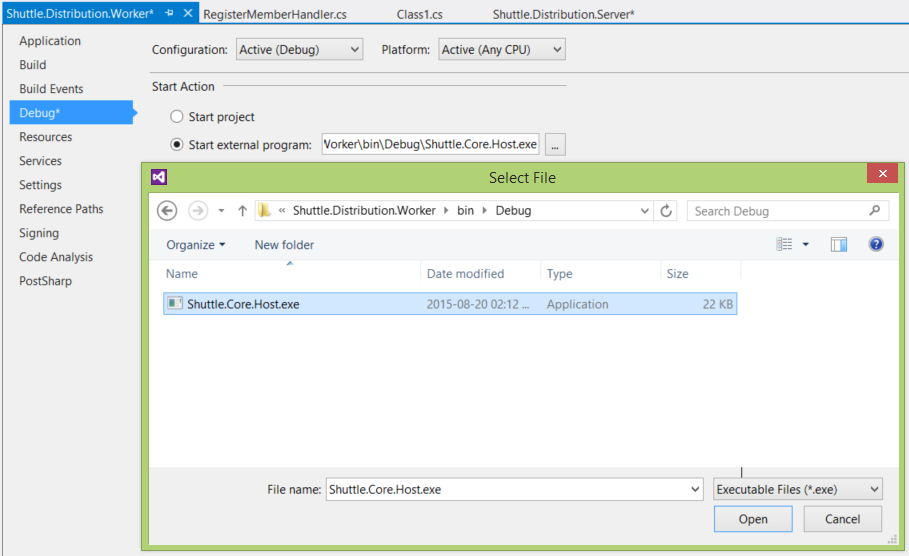 Shuttle.Distribution.Worker* RegisterMemberHandler.cs Class1.cs Shuttle.Distribution.Server*
Application
Build
Build Events
Debug*
Resources
Services
Settings
Reference Paths
Signing
Code Analysis
PostSharp
Configuration: Active (Debug) Platform: Active (Any CPU)
Start Action
Start project
Start external program: Worker\bin\Debug\Shuttle.Core.Host.exe ...
Select File
« Shuttle.Distribution.Worker bin Debug Search Debug
Organize New folder
Name Date modified Type Size
Shuttle.Core.Host.exe 2015-08-20 02:12 ... Application 22 KB
File name: Shuttle.Core.Host.exe Executable Files (*.exe)
Open Cancel